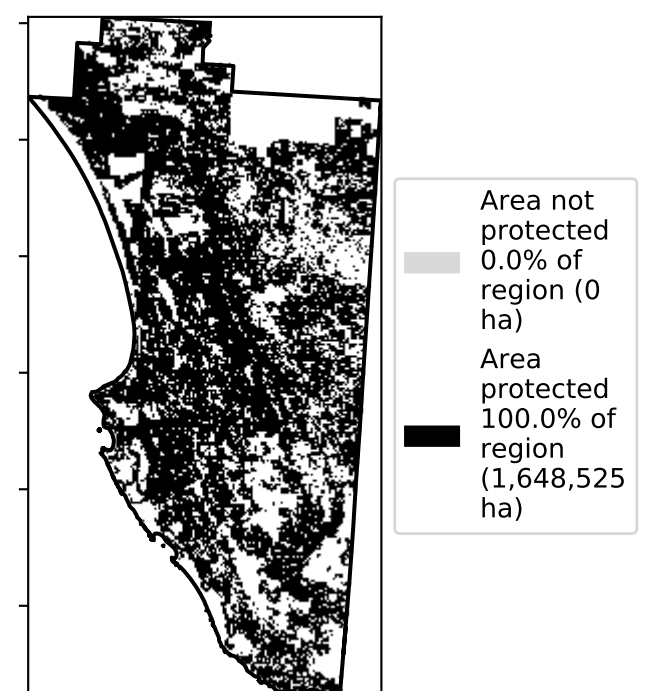 Area not
protected
0.0% of
region (0
ha)
Area
protected
100.0% of
region
(1,648,525
ha)